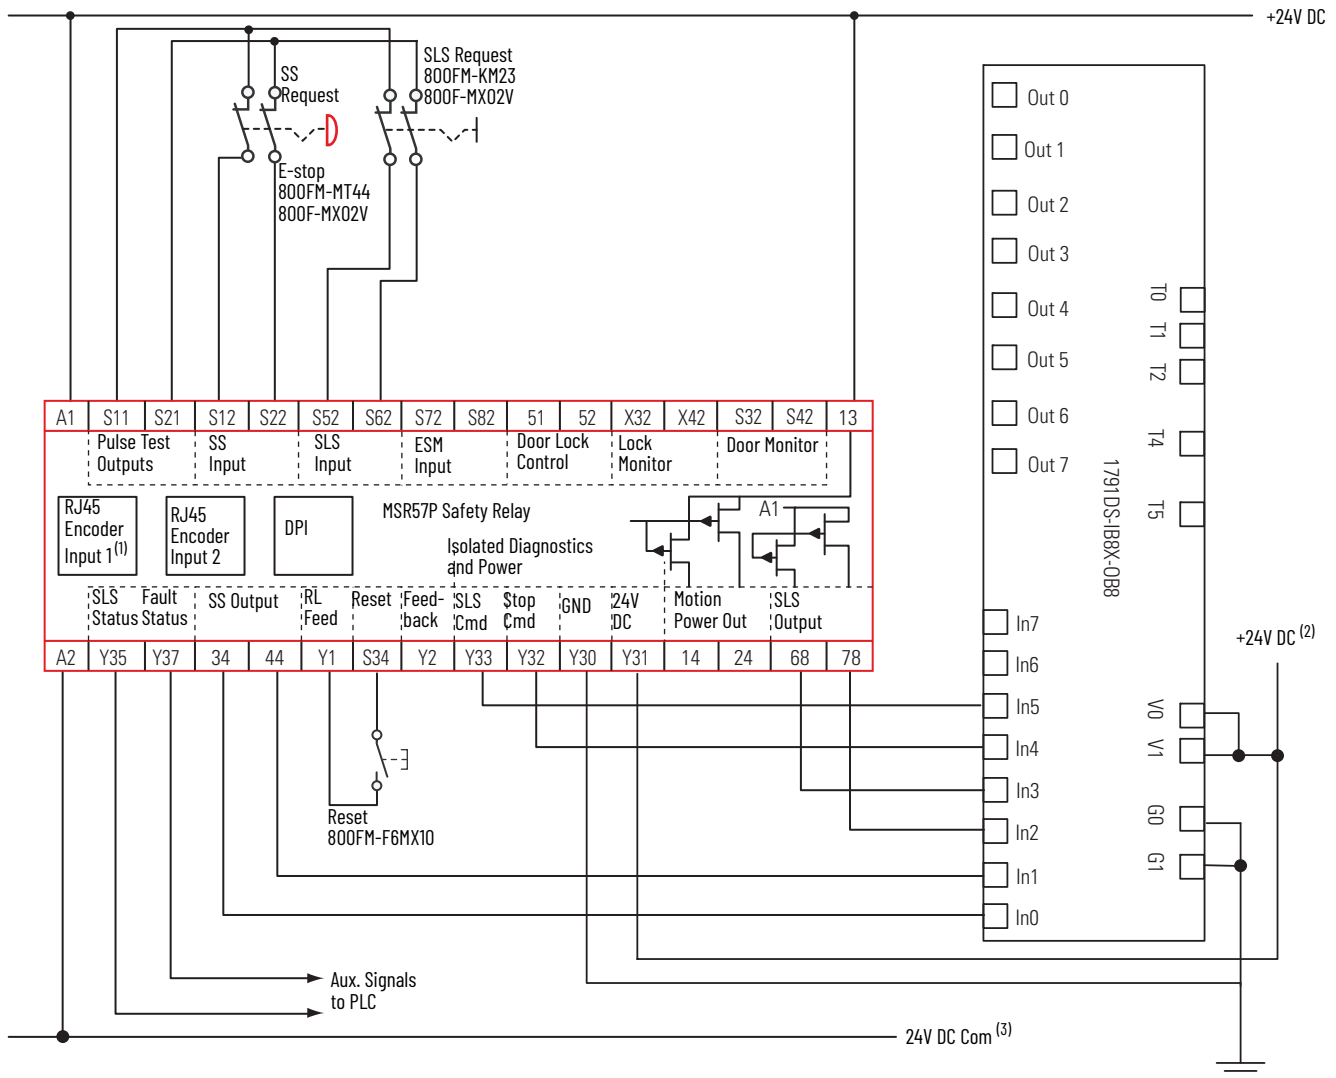 +24V DC
SS
Request
SLS Request
800FM-KM23
800F-MX02V
E-stop
800FM-MT44
800F-MX02V
Out 0
Out 1
Out 2
Out 3
Out 4
Out 5
Out 6
Out 7
T0
T1
T2
T4
T5
1791DS-IB8X-OB8
A1 S11 S21 S12 S22 S52 S62 S72 S82 51 52 X32 X42 S32 S42 13
Pulse Test
Outputs
SS
Input
SLS
Input
ESM
Input
Door Lock
Control
Lock
Monitor
Door Monitor
RJ45
Encoder
Input 1(1)
RJ45
Encoder
Input 2
DPI
MSR57P Safety Relay
A1
Isolated Diagnostics
and Power
SLS
Status
Fault
Status
SS Output
RL
Feed
Reset
Feed-
back
SLS
Cmd
Stop
Cmd
GND
24V
DC
Motion
Power Out
SLS
Output
A2 Y35 Y37 34 44 Y1 S34 Y2 Y33 Y32 Y30 Y31 14 24 68 78
In7
In6
In5
In4
In3
In2
In1
In0
+24V DC (2)
V0
V1
G0
G1
Reset
800FM-F6MX10
Aux. Signals
to PLC
24V DC Com (3)